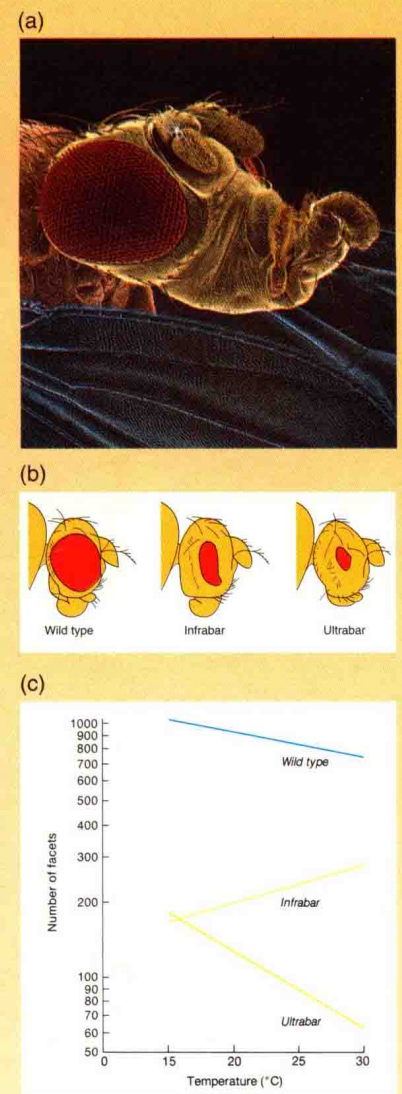 (a)
(b)
Wild type
Infrabar
Ultrabar
(c)
Number of facets
1000
900
800
700
600
500
400
300
200
100
90
80
70
60
50
Wild type
Infrabar
Ultrabar
0
15
20
25
30
Temperature (°C)